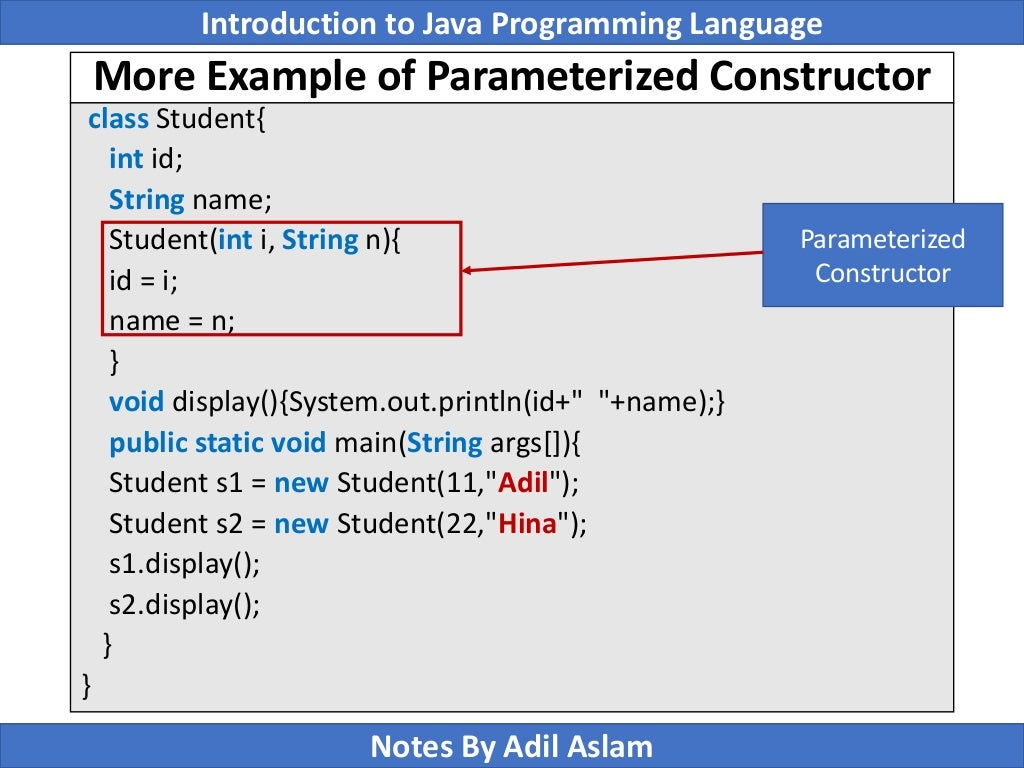 Introduction to Java Programming Language
More Example of Parameterized Constructor
class Student{
int id;
String name;
Student(int i, String n){
id = i;
name = n;
}
void display(){System.out.println(id+"  "+name);}
public static void main(String args[]){
Student s1 = new Student(11,"Adil");
Student s2 = new Student(22,"Hina");
s1.display();
s2.display();
}
}
Parameterized
Constructor
Notes By Adil Aslam